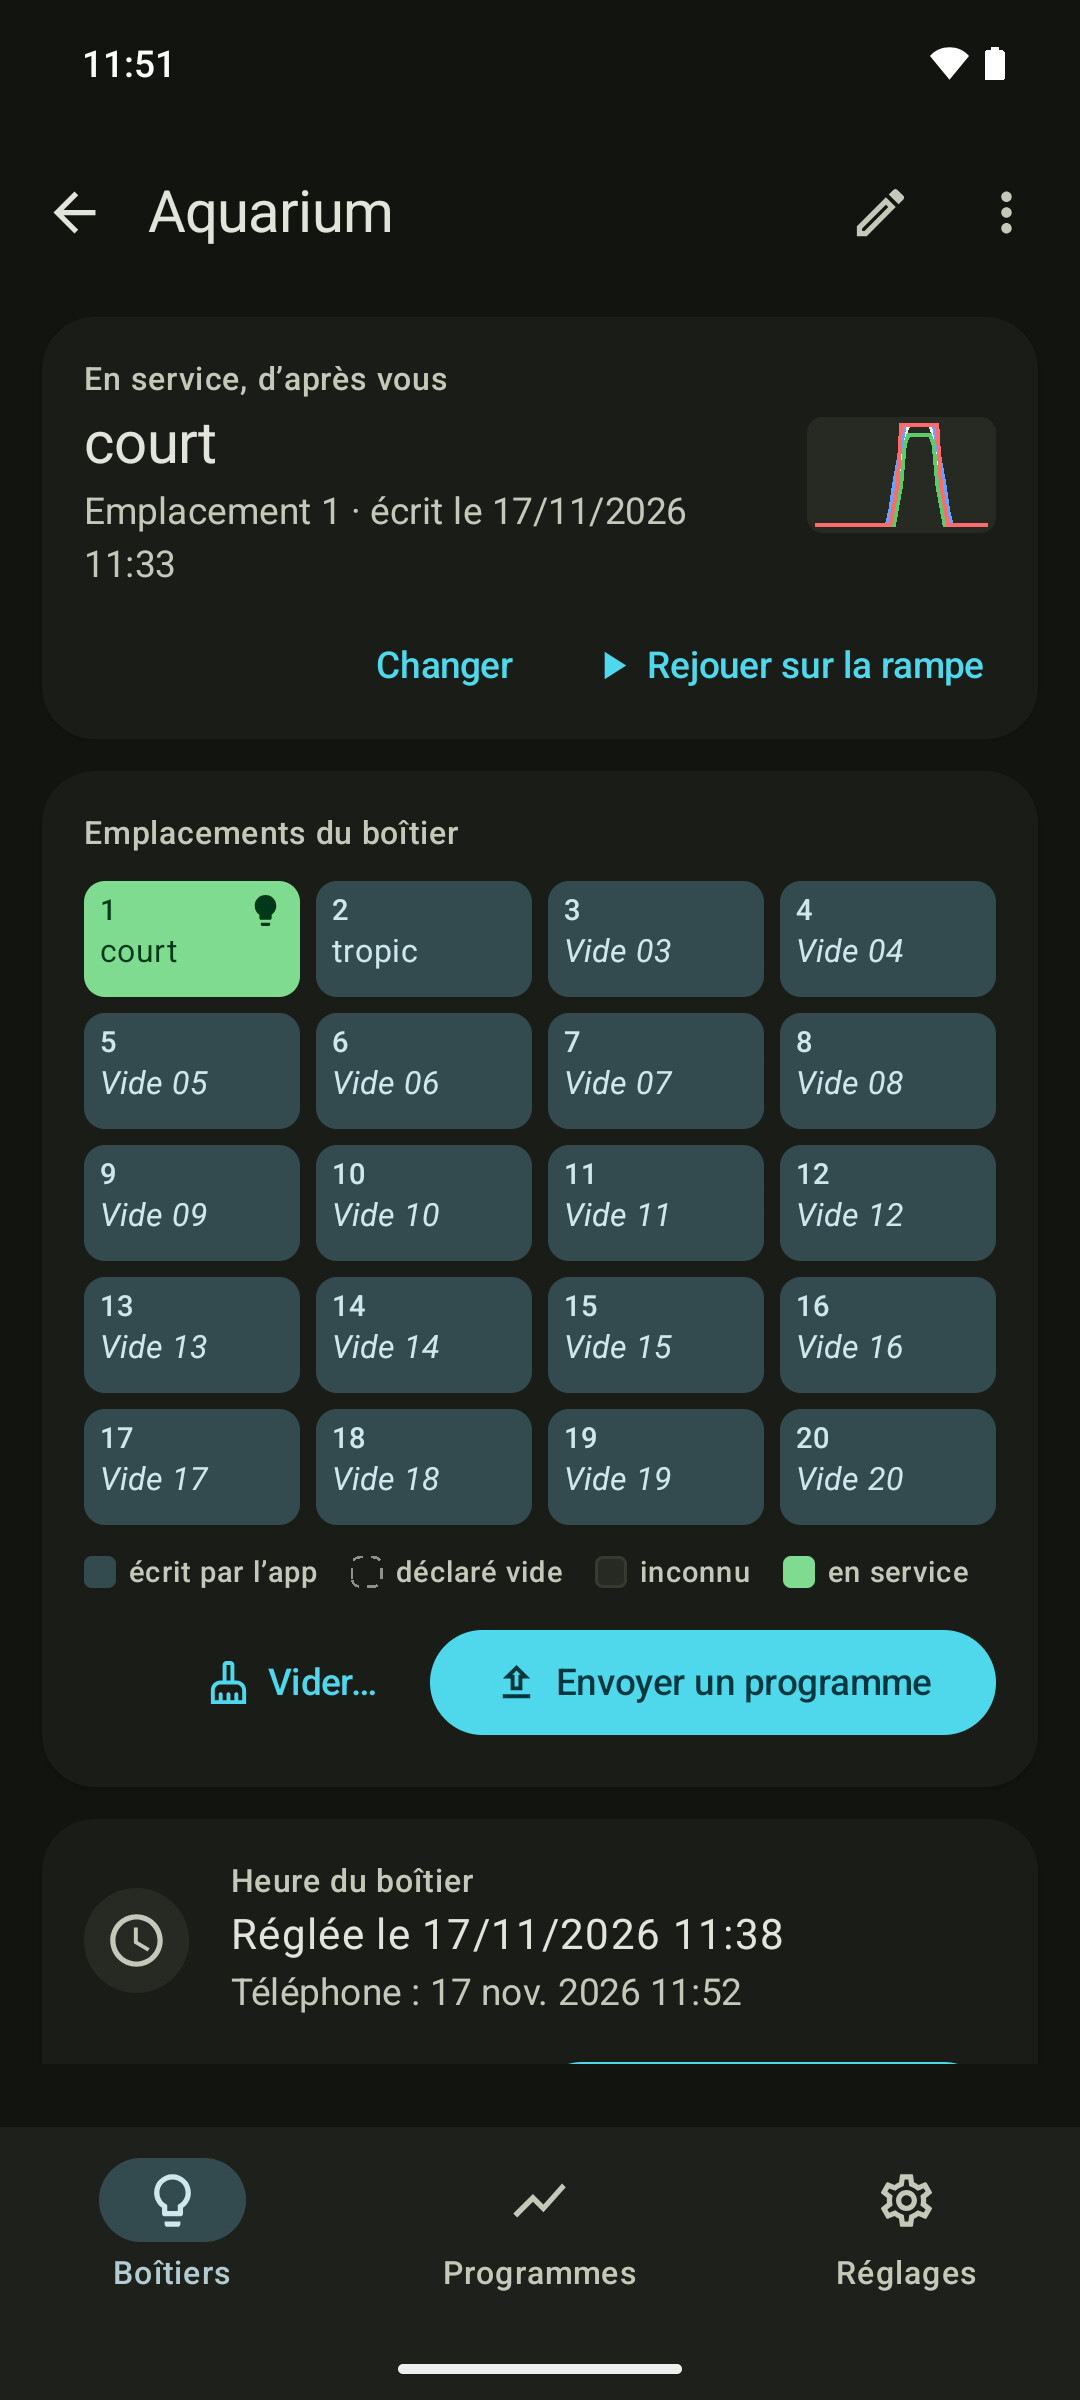 11:51
Aquarium
En service, d’après vous
court
Emplacement 1 · écrit le 17/11/2026
11:33
Changer
Rejouer sur la rampe
Emplacements du boîtier
1
court
2
tropic
3
Vide 03
4
Vide 04
5
Vide 05
6
Vide 06
7
Vide 07
8
Vide 08
9
Vide 09
10
Vide 10
11
Vide 11
12
Vide 12
13
Vide 13
14
Vide 14
15
Vide 15
16
Vide 16
17
Vide 17
18
Vide 18
19
Vide 19
20
Vide 20
écrit par l’app
déclaré vide
inconnu
en service
Vider…
Envoyer un programme
Heure du boîtier
Réglée le 17/11/2026 11:38
Téléphone : 17 nov. 2026 11:52
Boîtiers
Programmes
Réglages